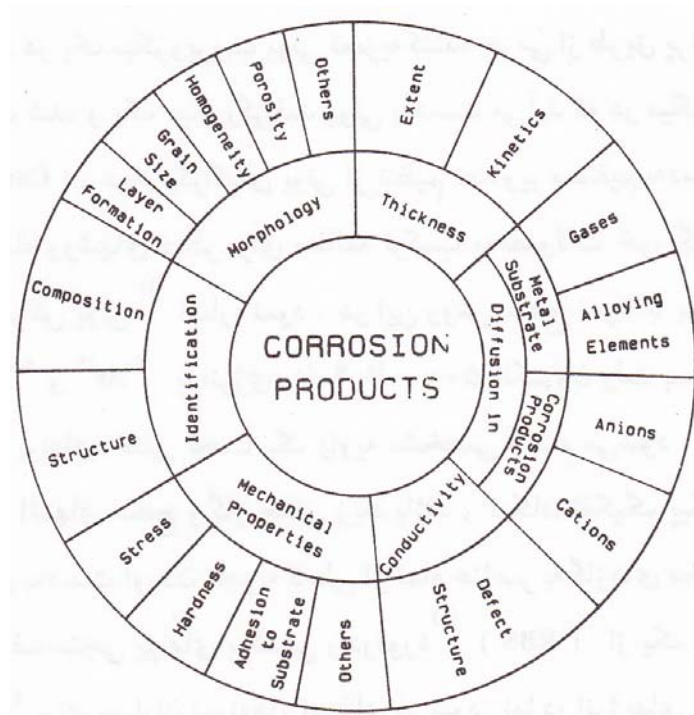 CORROSION
PRODUCTS
Thickness
Extent
Kinetics
Diffusion in
Metal
Substrate
Gases
Alloying
Elements
Corrosion
Products
Anions
Cations
Conductivity
Defect
Structure
Mechanical
Properties
Others
Adhesion
to
Substrate
Hardness
Stress
Identification
Structure
Composition
Morphology
Layer
Formation
Grain
Size
Homogeneity
Porosity
Others